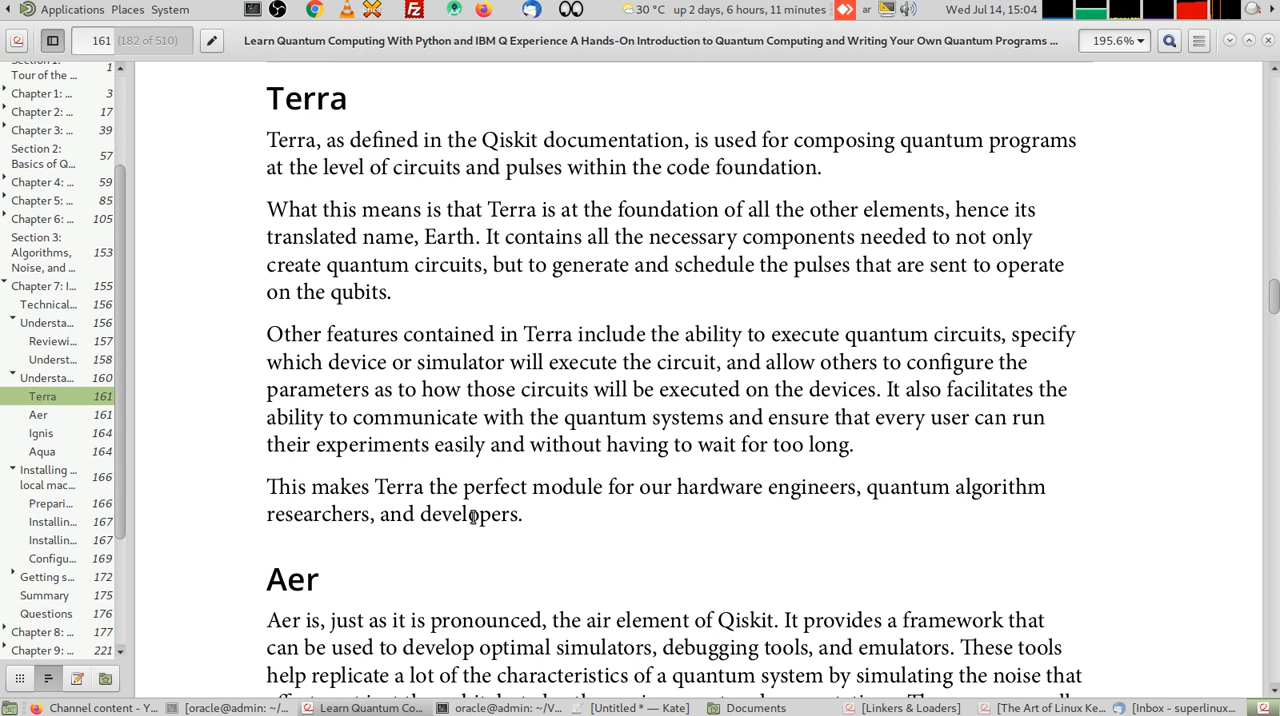 Applications Places System
30 °C up 2 days, 6 hours, 11 minutes ar Wed Jul 14, 15:04
161 (182 of 510) Learn Quantum Computing With Python and IBM Q Experience A Hands-On Introduction to Quantum Computing and Writing Your Own Quantum Programs ... 195.6%
1
Tour of the ...
Chapter 1: ... 3
Chapter 2: ... 17
Chapter 3: ... 39
Section 2:
Basics of Q... 57
Chapter 4: ... 59
Chapter 5: ... 85
Chapter 6: ... 105
Section 3:
Algorithms, 153
Noise, and ...
Chapter 7: I... 155
Technical... 156
Understa... 156
Reviewi... 157
Underst... 158
Understa... 160
Terra 161
Aer 161
Ignis 164
Aqua 164
Installing ...
local mac... 166
Prepari... 166
Installin... 167
Installin... 167
Configu... 169
Getting s... 172
Summary 175
Questions 176
Chapter 8: ... 177
Chapter 9: ... 221
Terra
Terra, as defined in the Qiskit documentation, is used for composing quantum programs
at the level of circuits and pulses within the code foundation.
What this means is that Terra is at the foundation of all the other elements, hence its
translated name, Earth. It contains all the necessary components needed to not only
create quantum circuits, but to generate and schedule the pulses that are sent to operate
on the qubits.
Other features contained in Terra include the ability to execute quantum circuits, specify
which device or simulator will execute the circuit, and allow others to configure the
parameters as to how those circuits will be executed on the devices. It also facilitates the
ability to communicate with the quantum systems and ensure that every user can run
their experiments easily and without having to wait for too long.
This makes Terra the perfect module for our hardware engineers, quantum algorithm
researchers, and developers.
Aer
Aer is, just as it is pronounced, the air element of Qiskit. It provides a framework that
can be used to develop optimal simulators, debugging tools, and emulators. These tools
help replicate a lot of the characteristics of a quantum system by simulating the noise that
Channel content - Y... [oracle@admin: ~/... Learn Quantum Co... oracle@admin: ~/V... [Untitled * — Kate] Documents [Linkers & Loaders] [The Art of Linux Ke... [Inbox - superlinux...